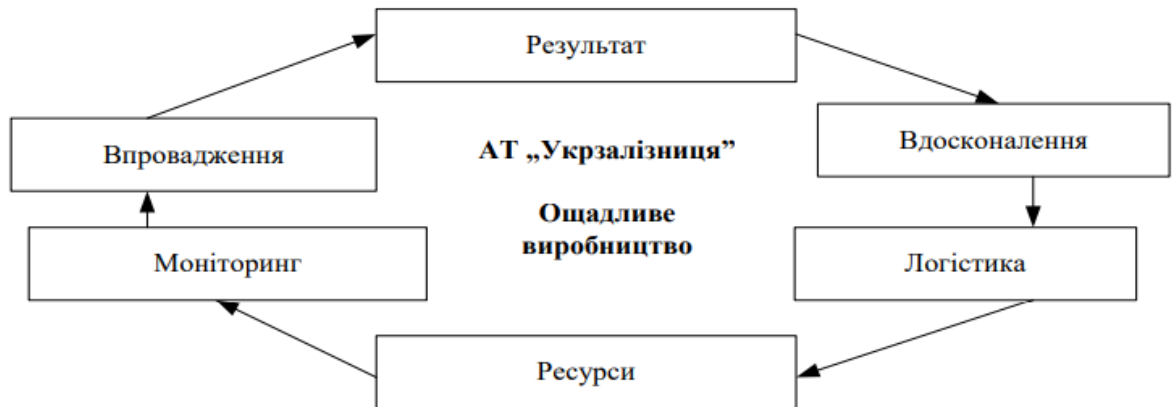 Результат
Впровадження
АТ „Укрзалізниця”
Вдосконалення
Ощадливе
виробництво
Моніторинг
Логістика
Ресурси